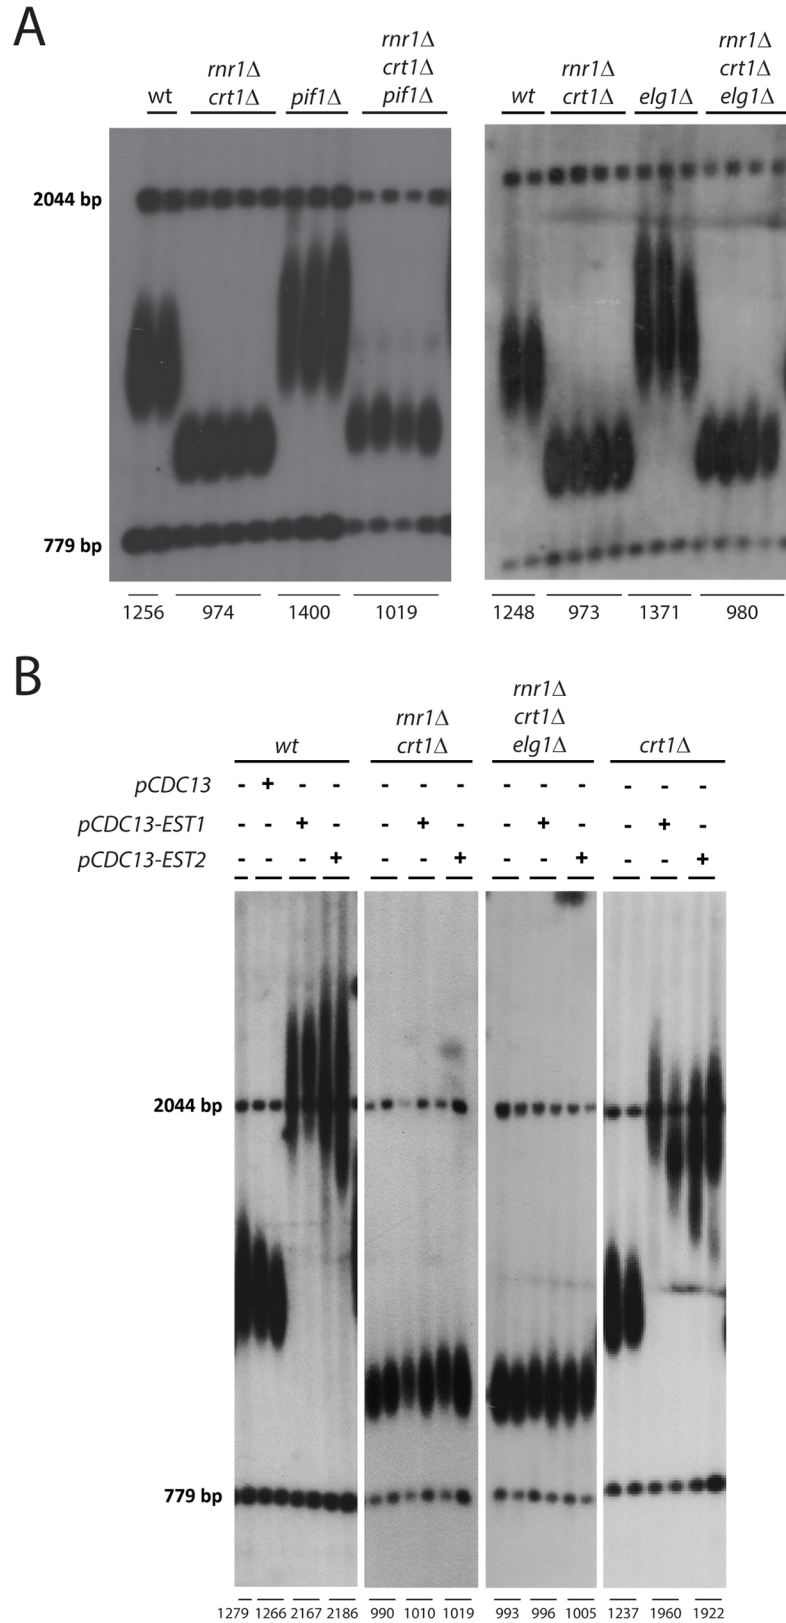 A
rnr1Δ rnr1Δ
rnr1Δ crt1Δ rnr1Δ crt1Δ
wt crt1Δ pif1Δ pif1Δ wt crt1Δ elg1Δ elg1Δ
2044 bp
779 bp
1256 974 1400 1019 1248 973 1371 980
B
rnr1Δ
rnr1Δ crt1Δ
wt crt1Δ elg1Δ crt1Δ
pCDC13 - + - - - - - - - - - - -
pCDC13-EST1 - - + - - + - - + - - + -
pCDC13-EST2 - - - + - - + - - + - - +
2044 bp
779 bp
1279 1266 2167 2186 990 1010 1019 993 996 1005 1237 1960 1922